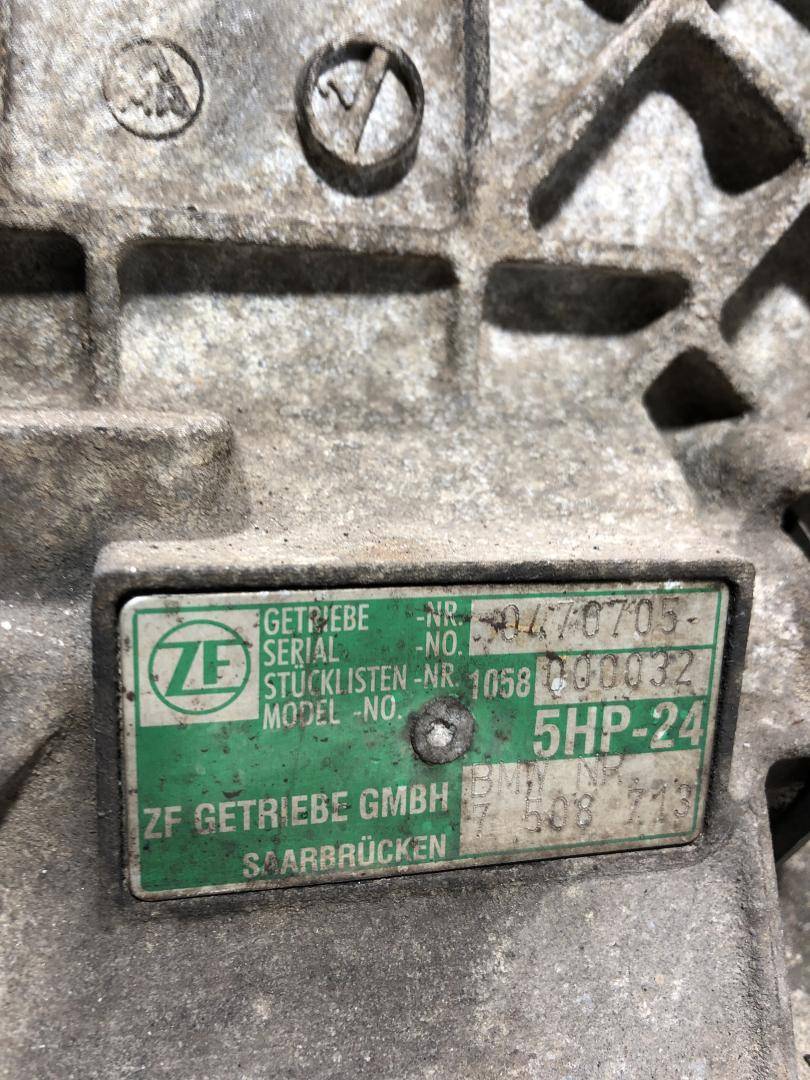 ZF
GETRIEBE -NR. 0470705
SERIAL -NO.
STÜCKLISTEN -NR. 1058 000032
MODEL -NO.
5HP-24
BMW NR.
7 508 713
ZF GETRIEBE GMBH
SAARBRÜCKEN